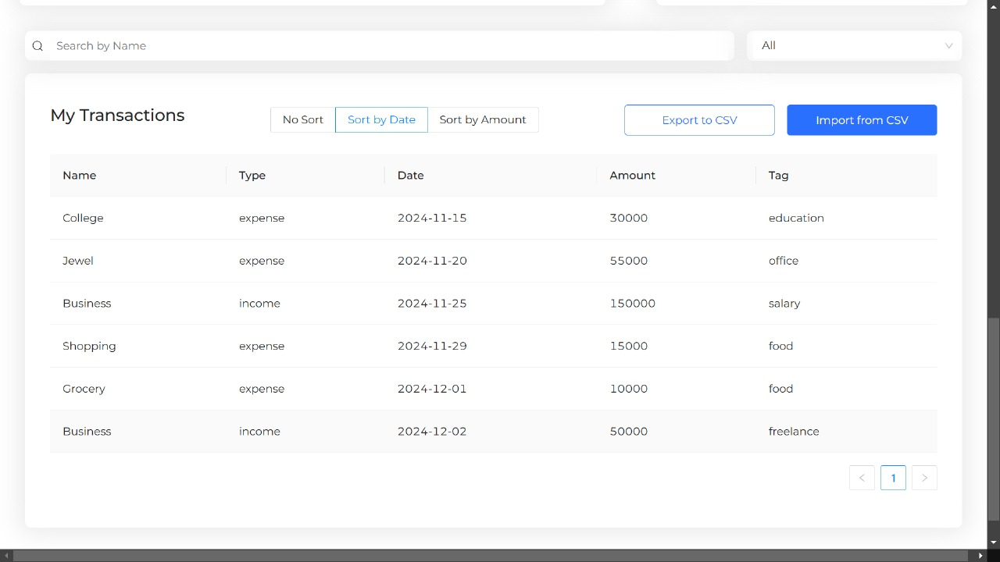 Search by Name All
My Transactions No Sort Sort by Date Sort by Amount Export to CSV Import from CSV
Name Type Date Amount Tag
College expense 2024-11-15 30000 education
Jewel expense 2024-11-20 55000 office
Business income 2024-11-25 150000 salary
Shopping expense 2024-11-29 15000 food
Grocery expense 2024-12-01 10000 food
Business income 2024-12-02 50000 freelance
< 1 >